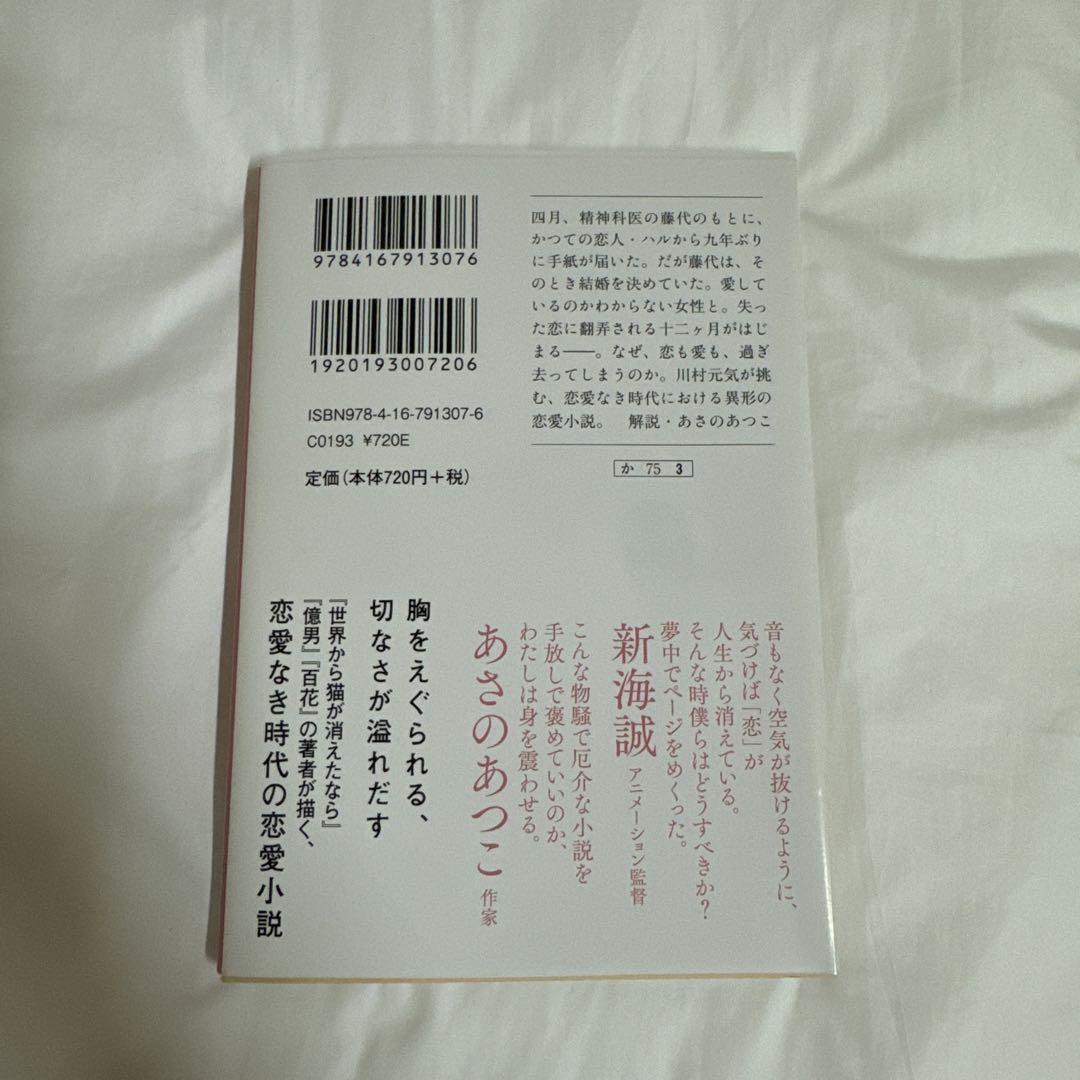 9784167913076
1920193007206
ISBN978-4-16-791307-6
C0193 ¥720E
定価(本体720円+税)
四月、精神科医の藤代のもとに、
かつての恋人・ハルから九年ぶり
に手紙が届いた。だが藤代は、そ
のとき結婚を決めていた。愛して
いるのかわからない女性と。失っ
た恋に翻弄される十二ヶ月がはじ
まる――。なぜ、恋も愛も、過ぎ
去ってしまうのか。川村元気が挑
む、恋愛なき時代における異形の
恋愛小説。 解説・あさのあつこ
か 75 3
音もなく空気が抜けるように、
気づけば「恋」が
人生から消えている。
そんな時僕らはどうすべきか?
夢中でページをめくった。
新海誠 アニメーション監督
こんな物騒で厄介な小説を
手放しで褒めていいのか、
わたしは身を震わせる。
あさのあつこ 作家
胸をえぐられる、
切なさが溢れだす
『世界から猫が消えたなら』
『億男』『百花』の著者が描く、
恋愛なき時代の恋愛小説